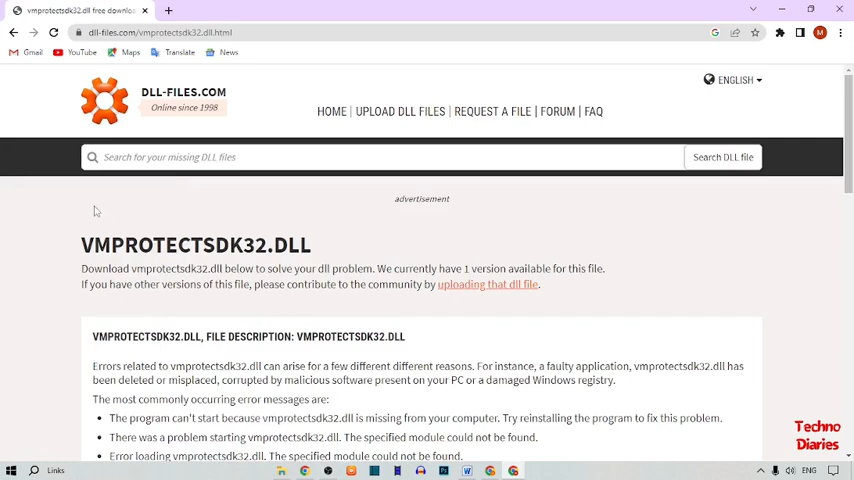 vmprotectsdk32.dll free downloa
dll-files.com/vmprotectsdk32.dll.html
M
Gmail
YouTube
Maps
Translate
News
DLL-FILES.COM
Online since 1998
ENGLISH
HOME | UPLOAD DLL FILES | REQUEST A FILE | FORUM | FAQ
Search for your missing DLL files
Search DLL file
advertisement
VMPROTECTSDK32.DLL
Download vmprotectsdk32.dll below to solve your dll problem. We currently have 1 version available for this file.
If you have other versions of this file, please contribute to the community by uploading that dll file.
VMPROTECTSDK32.DLL, FILE DESCRIPTION: VMPROTECTSDK32.DLL
Errors related to vmprotectsdk32.dll can arise for a few different different reasons. For instance, a faulty application, vmprotectsdk32.dll has
been deleted or misplaced, corrupted by malicious software present on your PC or a damaged Windows registry.
The most commonly occurring error messages are:
• The program can't start because vmprotectsdk32.dll is missing from your computer. Try reinstalling the program to fix this problem.
• There was a problem starting vmprotectsdk32.dll. The specified module could not be found.
• Error loading vmprotectsdk32.dll. The specified module could not be found.
Techno
Diaries
Links
ENG